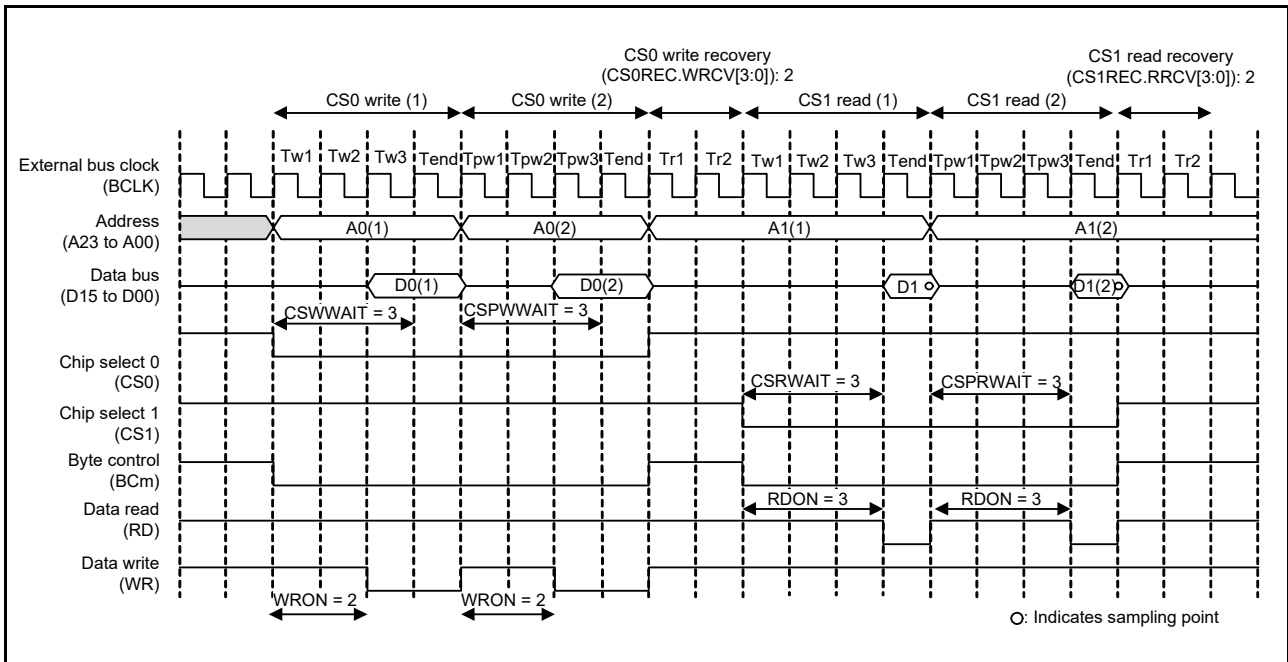 CS0 write recovery
(CS0REC.WRCV[3:0]): 2
CS1 read recovery
(CS1REC.RRCV[3:0]): 2
CS0 write (1)
CS0 write (2)
CS1 read (1)
CS1 read (2)
External bus clock
(BCLK)
Tw1 Tw2 Tw3 Tend Tpw1 Tpw2 Tpw3 Tend Tr1 Tr2 Tw1 Tw2 Tw3 Tend Tpw1 Tpw2 Tpw3 Tend Tr1 Tr2
Address
(A23 to A00)
A0(1) A0(2) A1(1) A1(2)
Data bus
(D15 to D00)
D0(1) D0(2) D1 D1(2)
CSWWAIT = 3 CSPWWAIT = 3
Chip select 0
(CS0)
CSRWAIT = 3 CSPRWAIT = 3
Chip select 1
(CS1)
Byte control
(BCm)
RDON = 3 RDON = 3
Data read
(RD)
Data write
(WR)
WRON = 2 WRON = 2
O: Indicates sampling point